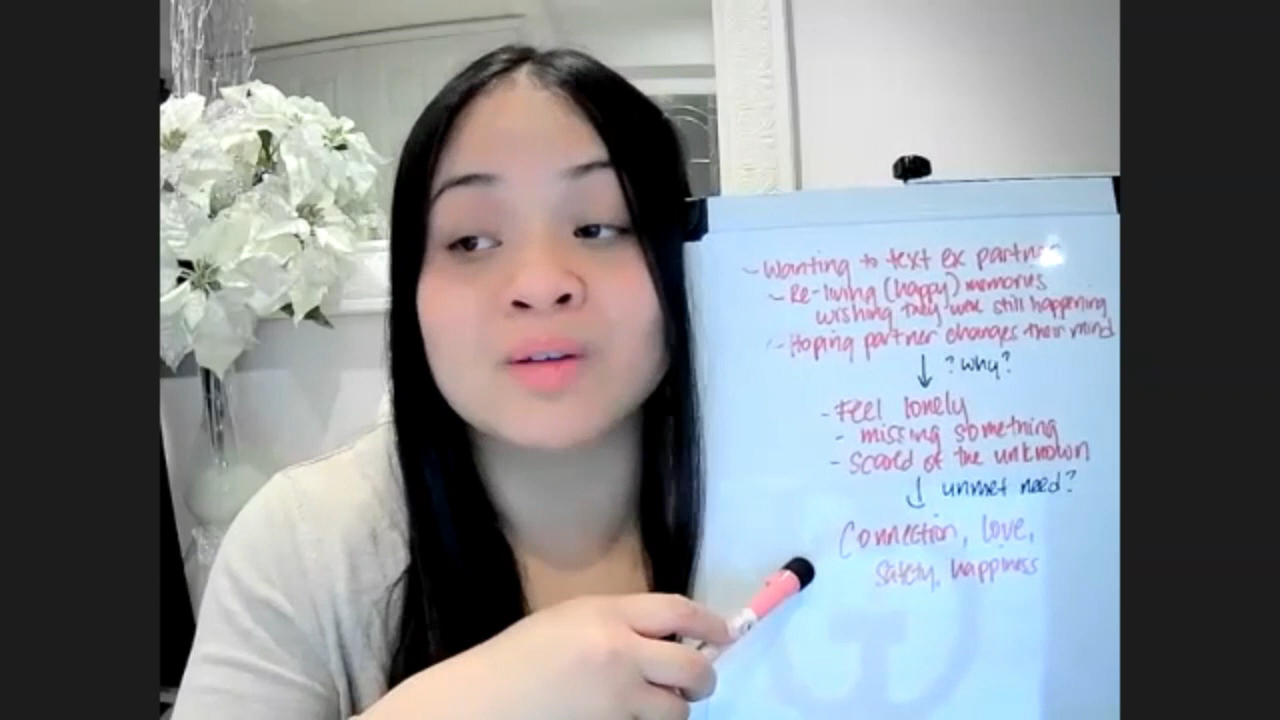 - Wanting to text ex partner
- Re-living (happy) memories
wishing they were still happening
- Hoping partner changes their mind
↓ ? why?
- Feel lonely
- missing something
- scared of the unknown
↓ unmet need?
Connection, love,
safety, happiness